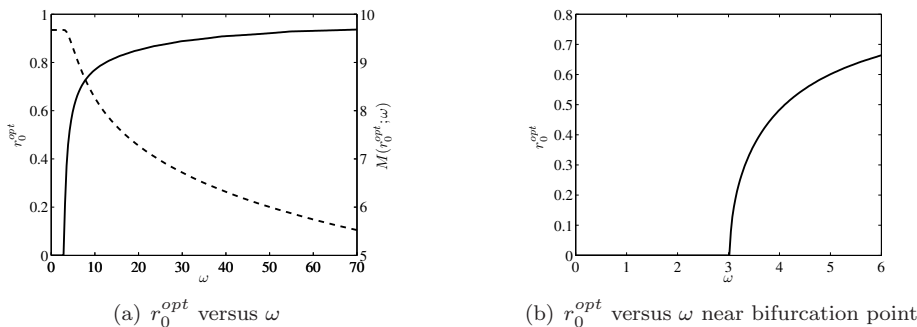 1
0.8
0.6
0.4
0.2
0
r_0^{opt}
10
9
8
7
6
5
M(r_0^{opt}; ω)
0 10 20 30 40 50 60 70
ω
(a) r_0^{opt} versus ω
0.8
0.7
0.6
0.5
0.4
0.3
0.2
0.1
0
r_0^{opt}
0 1 2 3 4 5 6
ω
(b) r_0^{opt} versus ω near bifurcation point